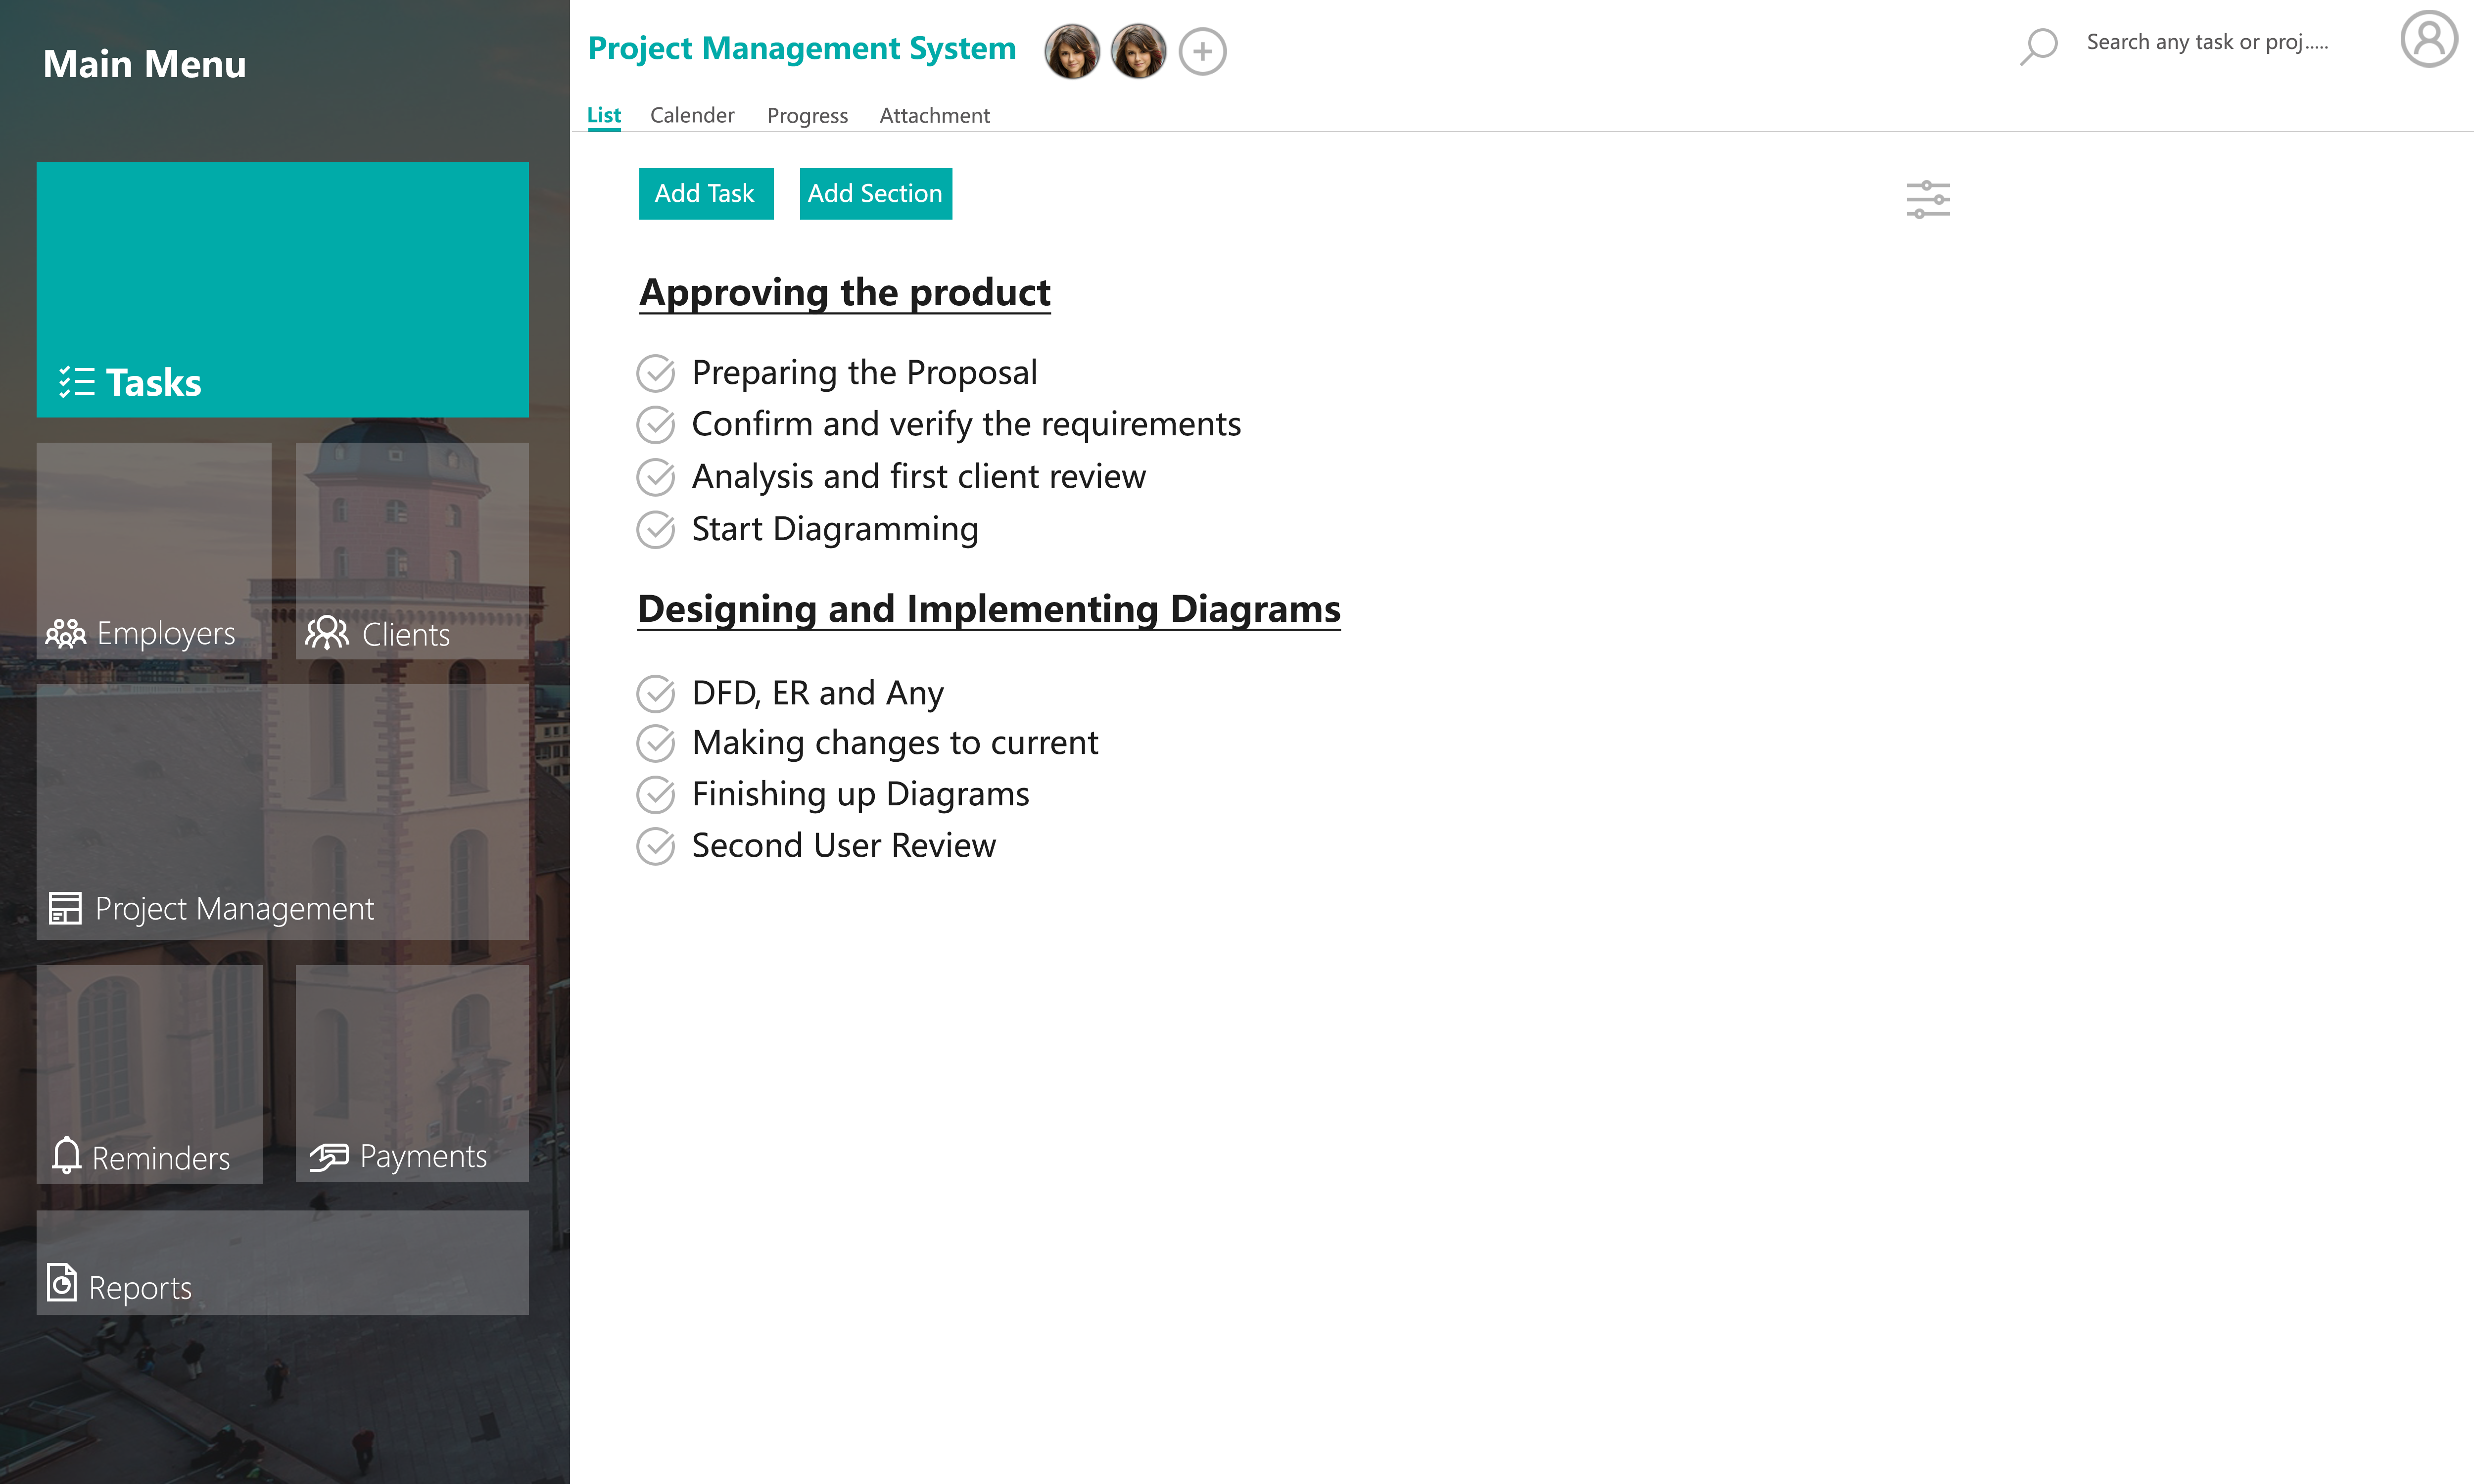 Main Menu
Tasks
Employers
Clients
Project Management
Reminders
Payments
Reports
Project Management System
Search any task or proj.....
List
Calender
Progress
Attachment
Add Task
Add Section
Approving the product
Preparing the Proposal
Confirm and verify the requirements
Analysis and first client review
Start Diagramming
Designing and Implementing Diagrams
DFD, ER and Any
Making changes to current
Finishing up Diagrams
Second User Review